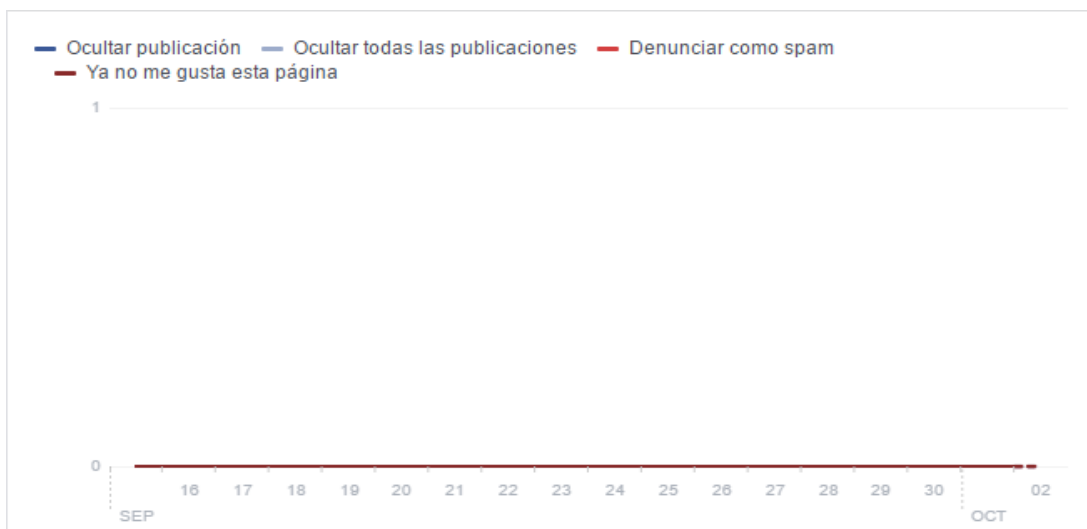 Ocultar publicación Ocultar todas las publicaciones Denunciar como spam
Ya no me gusta esta página
1
0
16 17 18 19 20 21 22 23 24 25 26 27 28 29 30 02
SEP OCT